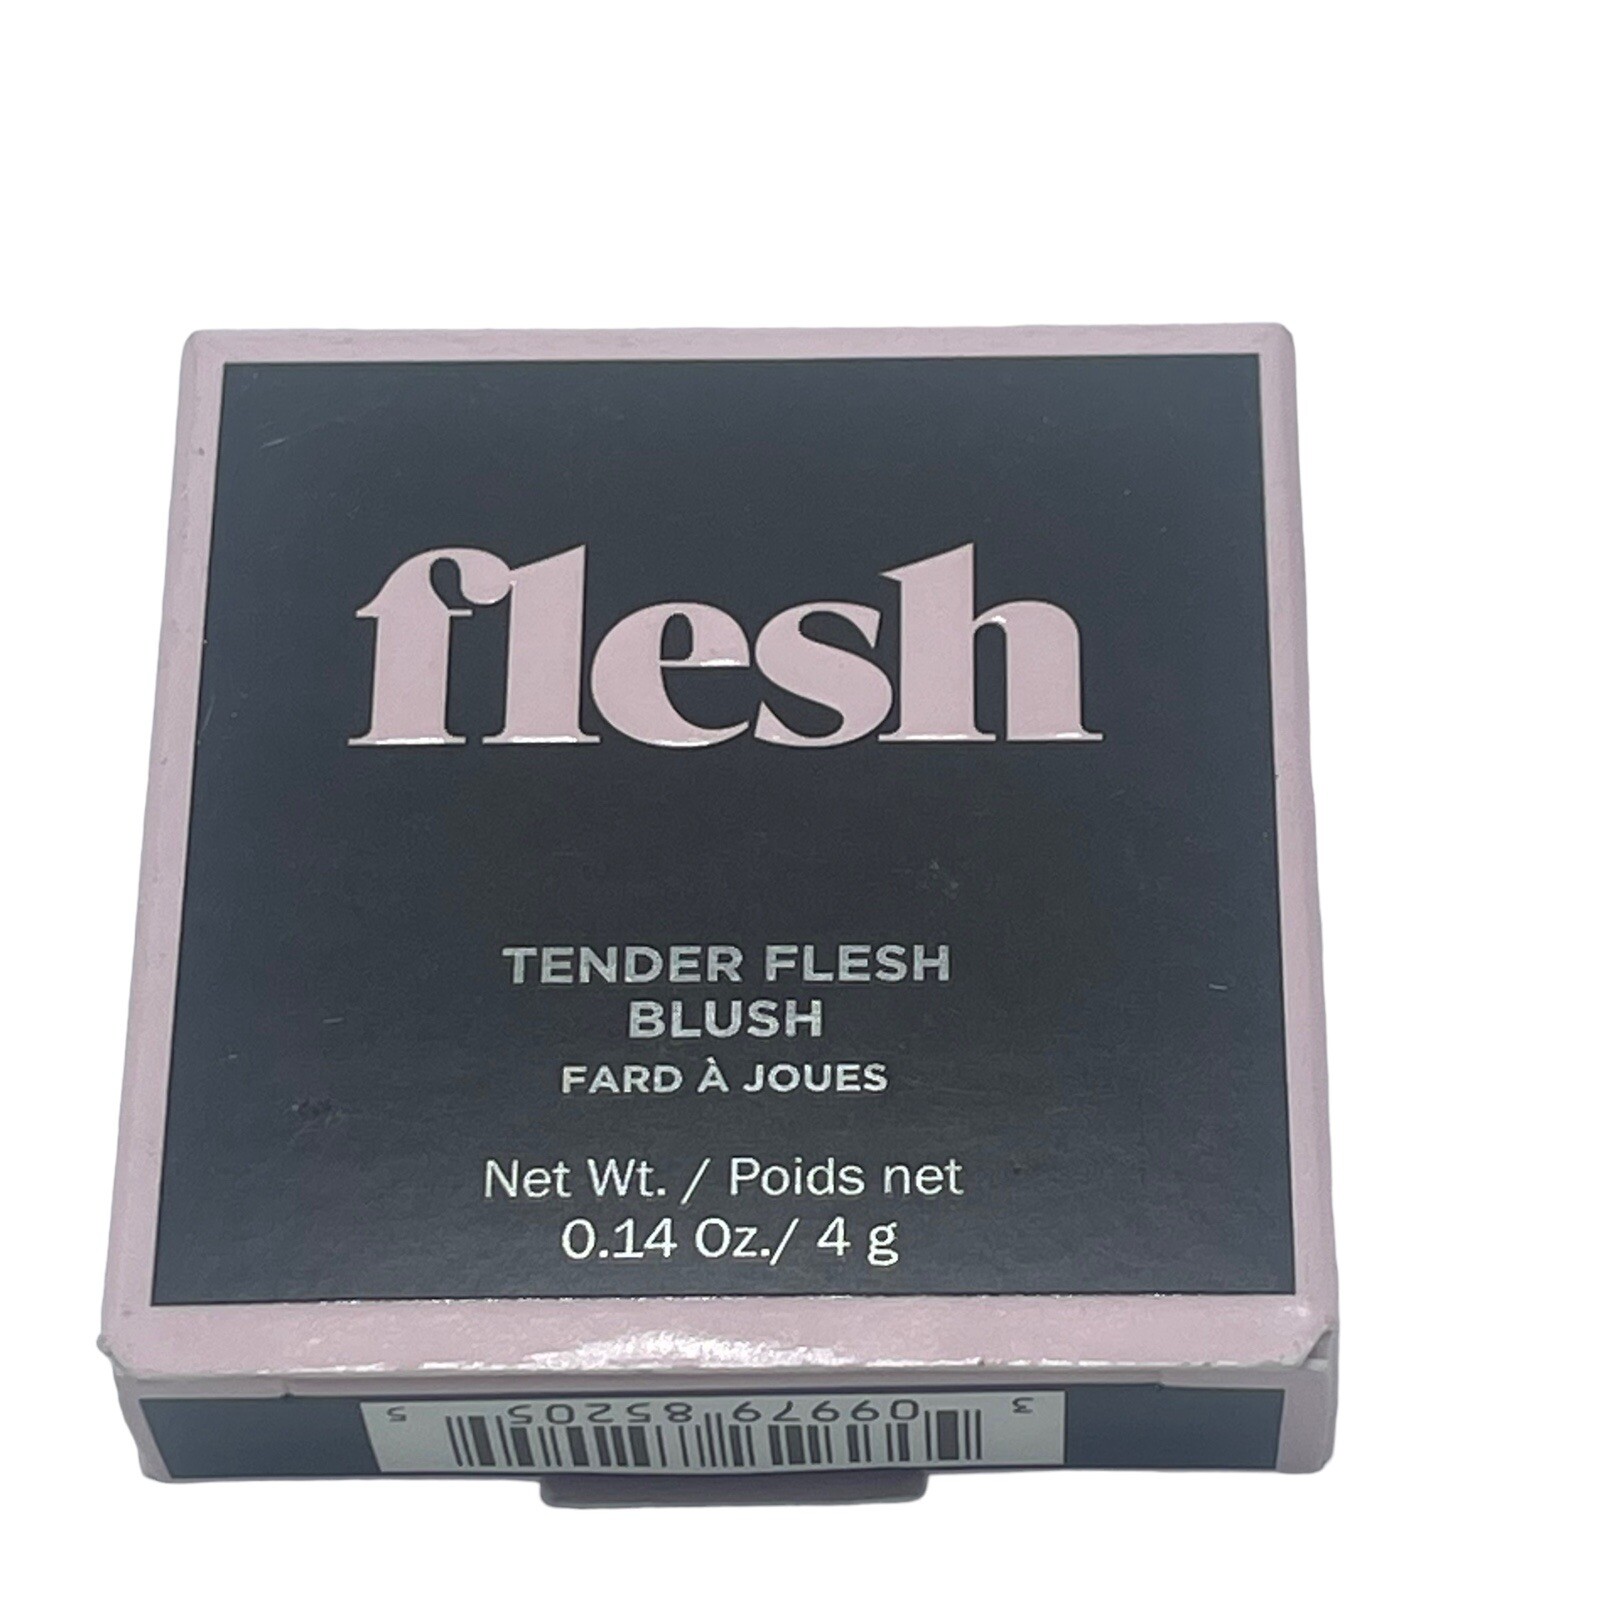 flesh
TENDER FLESH
BLUSH
FARD À JOUES
Net Wt. / Poids net
0.14 Oz./ 4 g
3 09979 85205 5